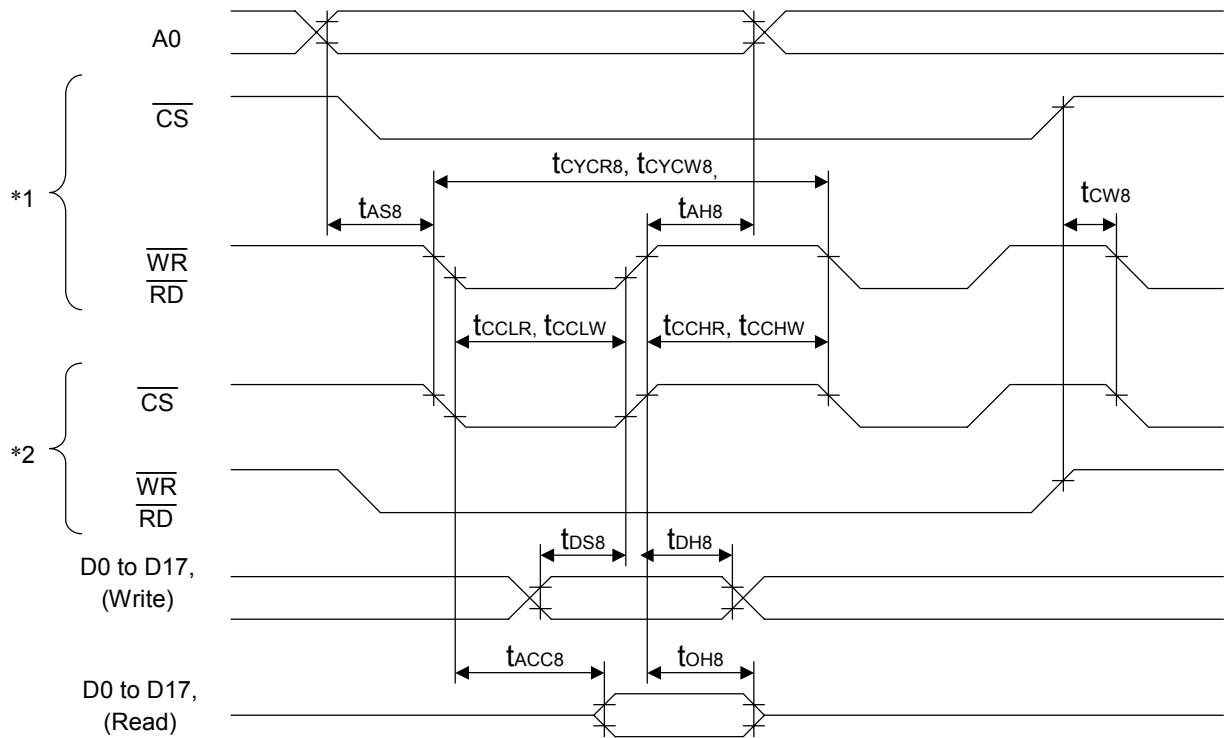 A0
CS
*1
tCYCR8, tCYCW8,
tAS8
tAH8
tCW8
WR
RD
tCCLR, tCCLW
tCCHR, tCCHW
CS
*2
WR
RD
tDS8
tDH8
D0 to D17,
(Write)
tACC8
tOH8
D0 to D17,
(Read)